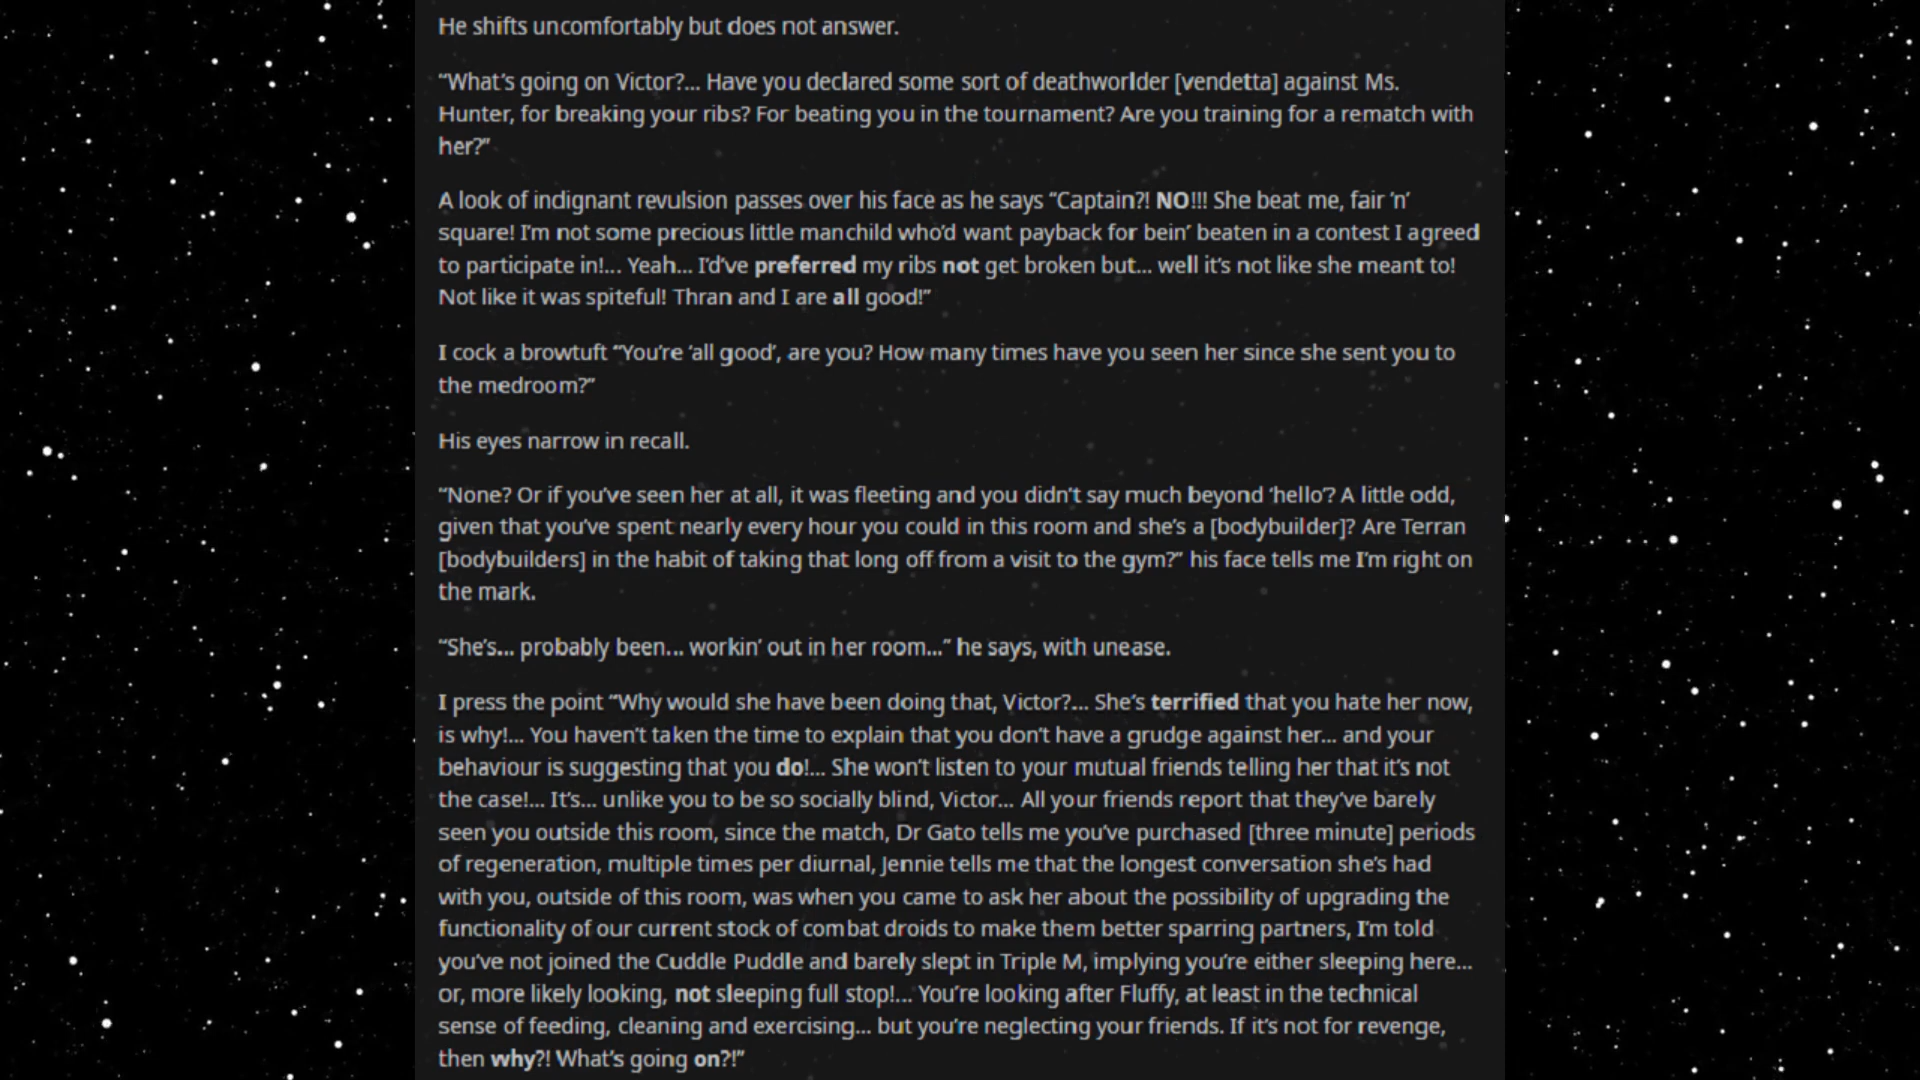 He shifts uncomfortably but does not answer.
“What’s going on Victor?... Have you declared some sort of deathworlder [vendetta] against Ms.
Hunter, for breaking your ribs? For beating you in the tournament? Are you training for a rematch with
her?”
A look of indignant revulsion passes over his face as he says “Captain?! NO!!! She beat me, fair ’n’
square! I’m not some precious little manchild who’d want payback for bein’ beaten in a contest I agreed
to participate in!... Yeah... I’d’ve preferred my ribs not get broken but... well it’s not like she meant to!
Not like it was spiteful! Thran and I are all good!”
I cock a browtuft “You’re ‘all good’, are you? How many times have you seen her since she sent you to
the medroom?”
His eyes narrow in recall.
“None? Or if you’ve seen her at all, it was fleeting and you didn’t say much beyond ‘hello’? A little odd,
given that you’ve spent nearly every hour you could in this room and she’s a [bodybuilder]? Are Terran
[bodybuilders] in the habit of taking that long off from a visit to the gym?” his face tells me I’m right on
the mark.
“She’s... probably been... workin’ out in her room...” he says, with unease.
I press the point “Why would she have been doing that, Victor?... She’s terrified that you hate her now,
is why!... You haven’t taken the time to explain that you don’t have a grudge against her... and your
behaviour is suggesting that you do!... She won’t listen to your mutual friends telling her that it’s not
the case!... It’s... unlike you to be so socially blind, Victor... All your friends report that they’ve barely
seen you outside this room, since the match, Dr Gato tells me you’ve purchased [three minute] periods
of regeneration, multiple times per diurnal, Jennie tells me that the longest conversation she’s had
with you, outside of this room, was when you came to ask her about the possibility of upgrading the
functionality of our current stock of combat droids to make them better sparring partners, I’m told
you’ve not joined the Cuddle Puddle and barely slept in Triple M, implying you’re either sleeping here...
or, more likely looking, not sleeping full stop!... You’re looking after Fluffy, at least in the technical
sense of feeding, cleaning and exercising... but you’re neglecting your friends. If it’s not for revenge,
then why?! What’s going on?!”